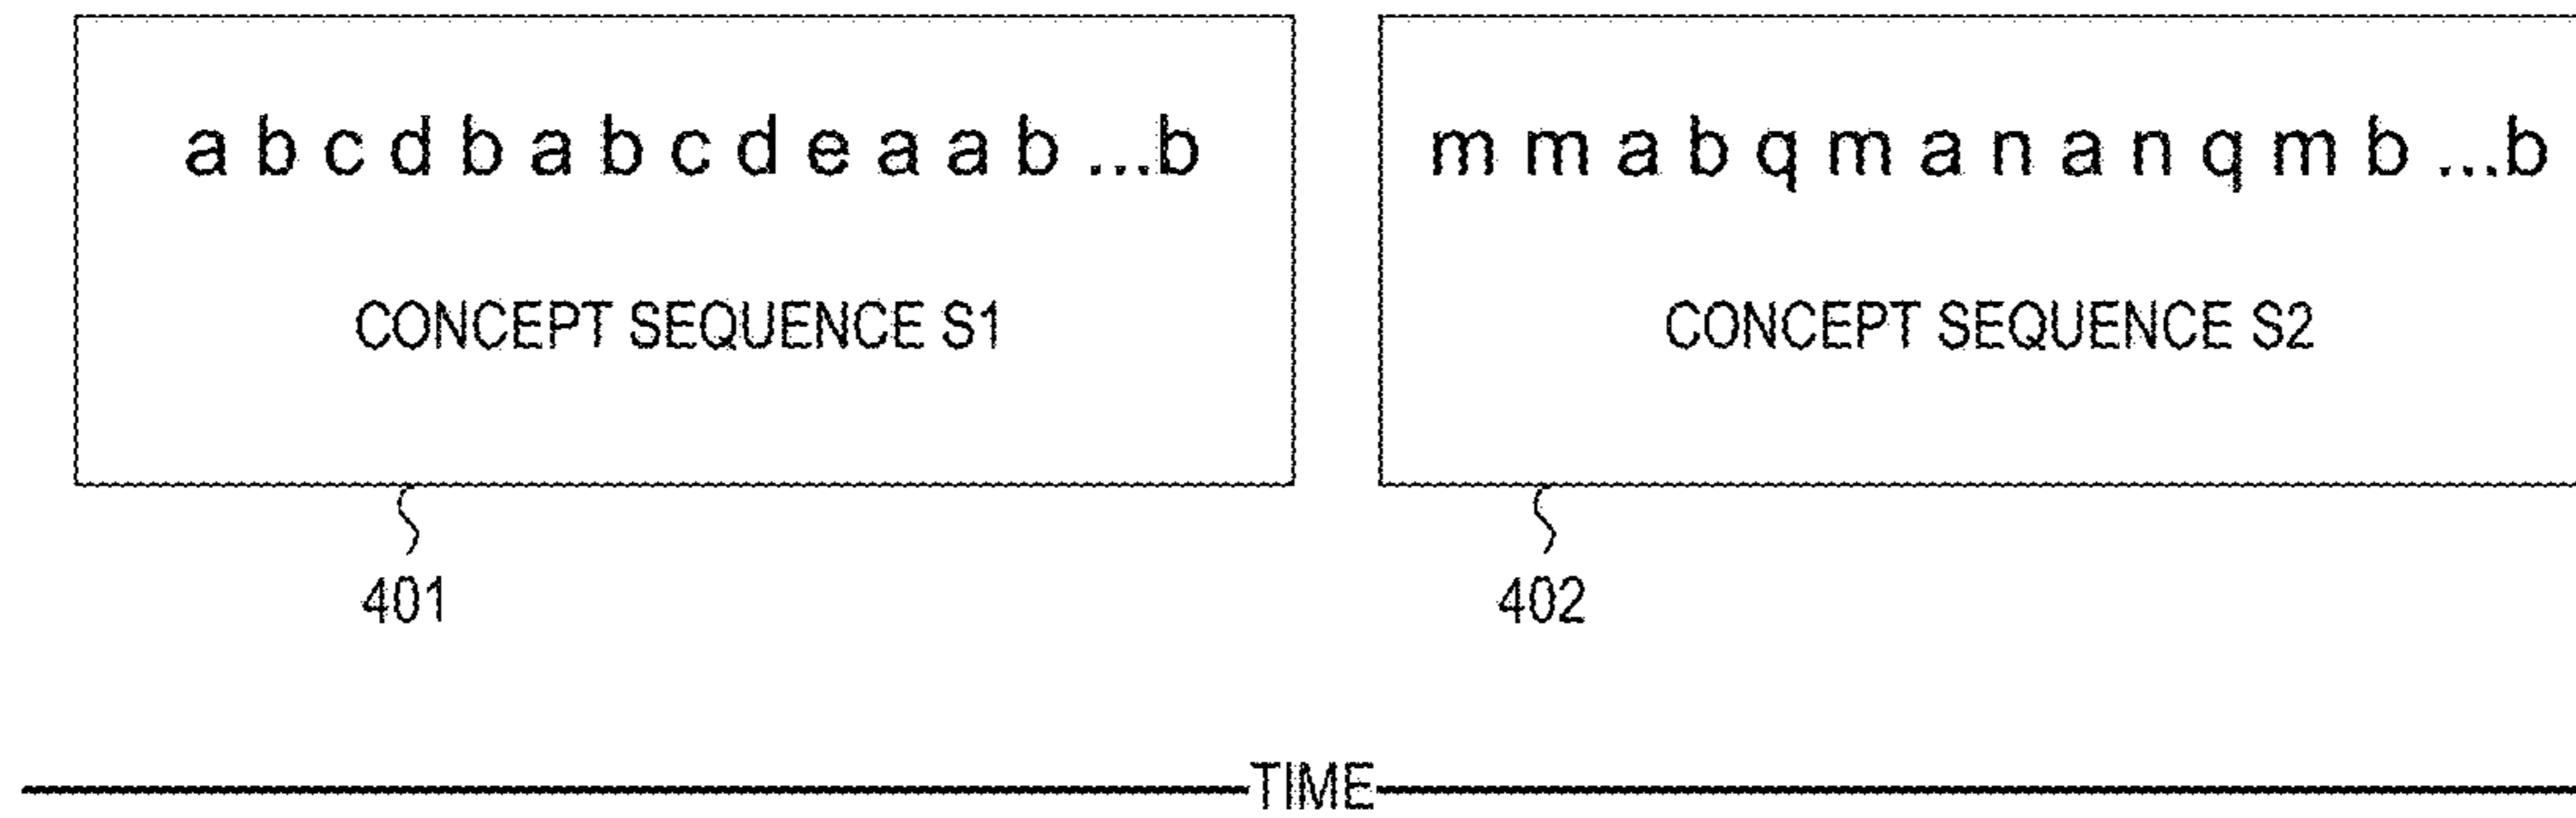 a b c d b a b c d e a a b ...b
CONCEPT SEQUENCE S1
401
m m a b q m a n a n q m b ...b
CONCEPT SEQUENCE S2
402
TIME